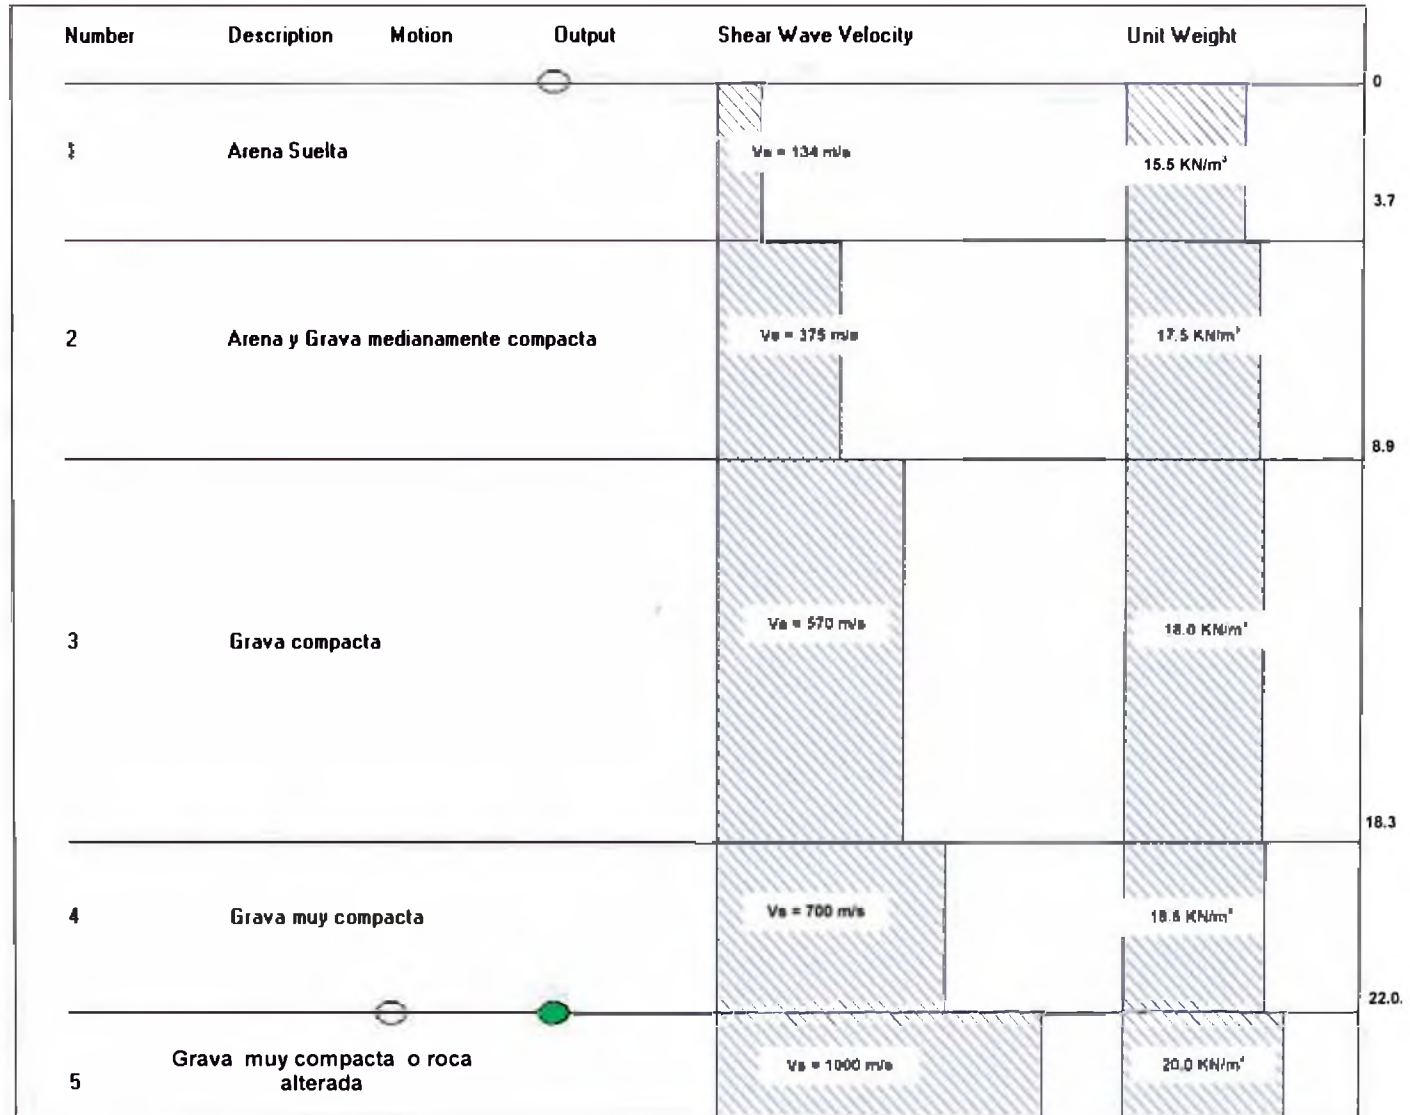 Number Description Motion Output Shear Wave Velocity Unit Weight
0
Arena Suelta Vs = 134 m/s 15.5 KN/m³
3.7
2 Arena y Grava medianamente compacta Vs = 375 m/s 17.5 KN/m³
8.9
3 Grava compacta Vs = 570 m/s 18.0 KN/m³
18.3
4 Grava muy compacta Vs = 700 m/s KN/m³
22.0.
5 Grava muy compacta o roca
alterada Vs = 1000 m/s 20.0 KN/m³